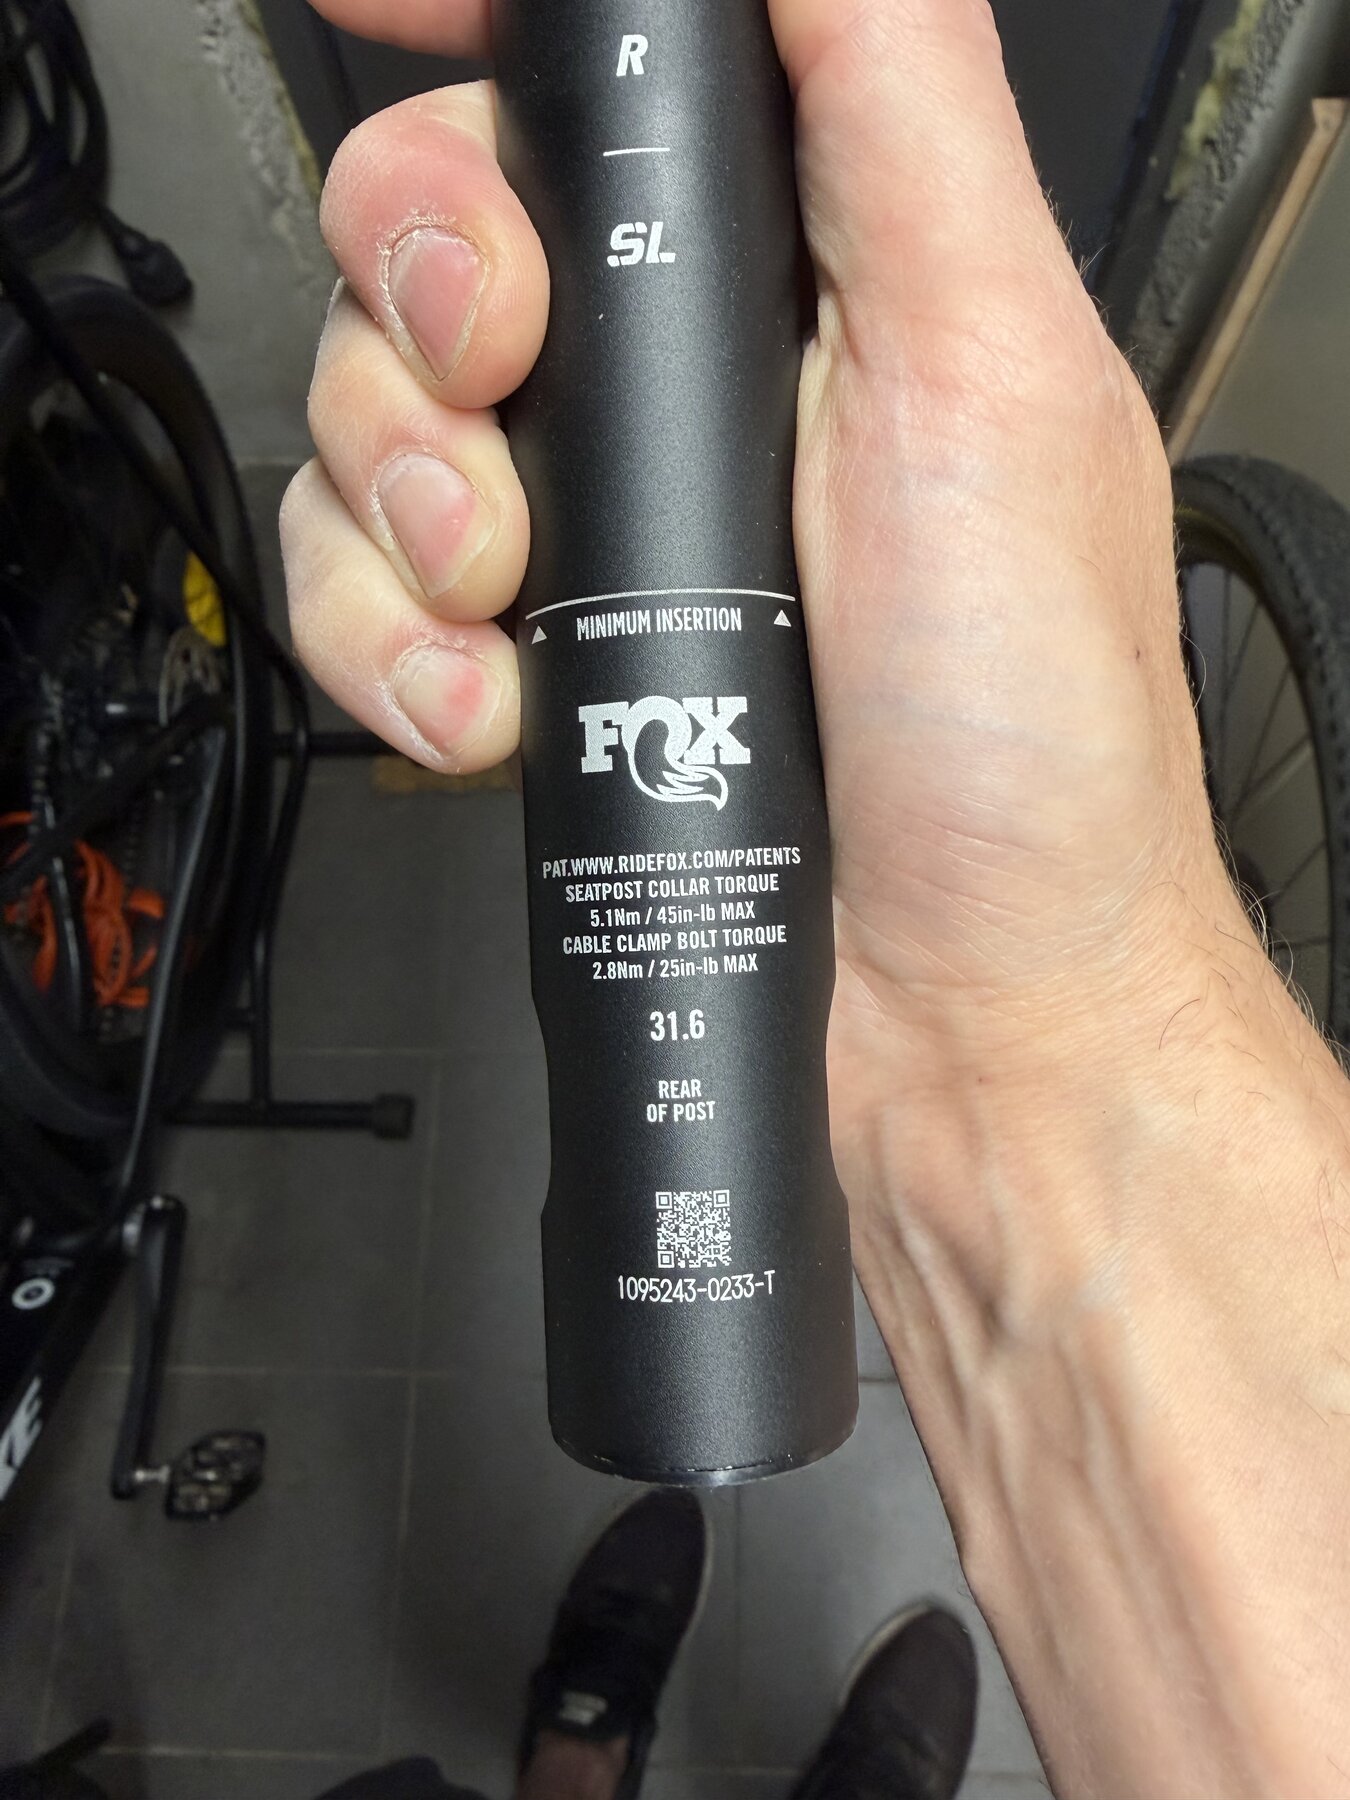 R
SL
MINIMUM INSERTION
FOX
PAT.WWW.RIDEFOX.COM/PATENTS
SEATPOST COLLAR TORQUE
5.1Nm / 45in-lb MAX
CABLE CLAMP BOLT TORQUE
2.8Nm / 25in-lb MAX
31.6
REAR
OF POST
1095243-0233-T